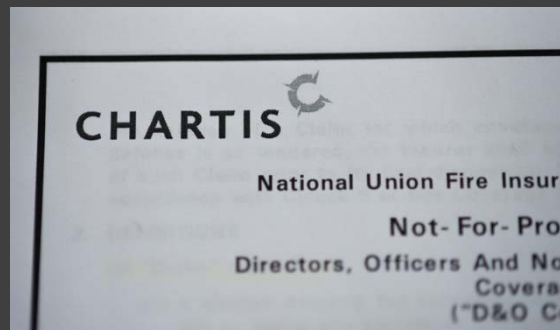 CHARTIS
National Union Fire Insur
Not- For- Pro
Directors, Officers And No
Covera
("D&O C